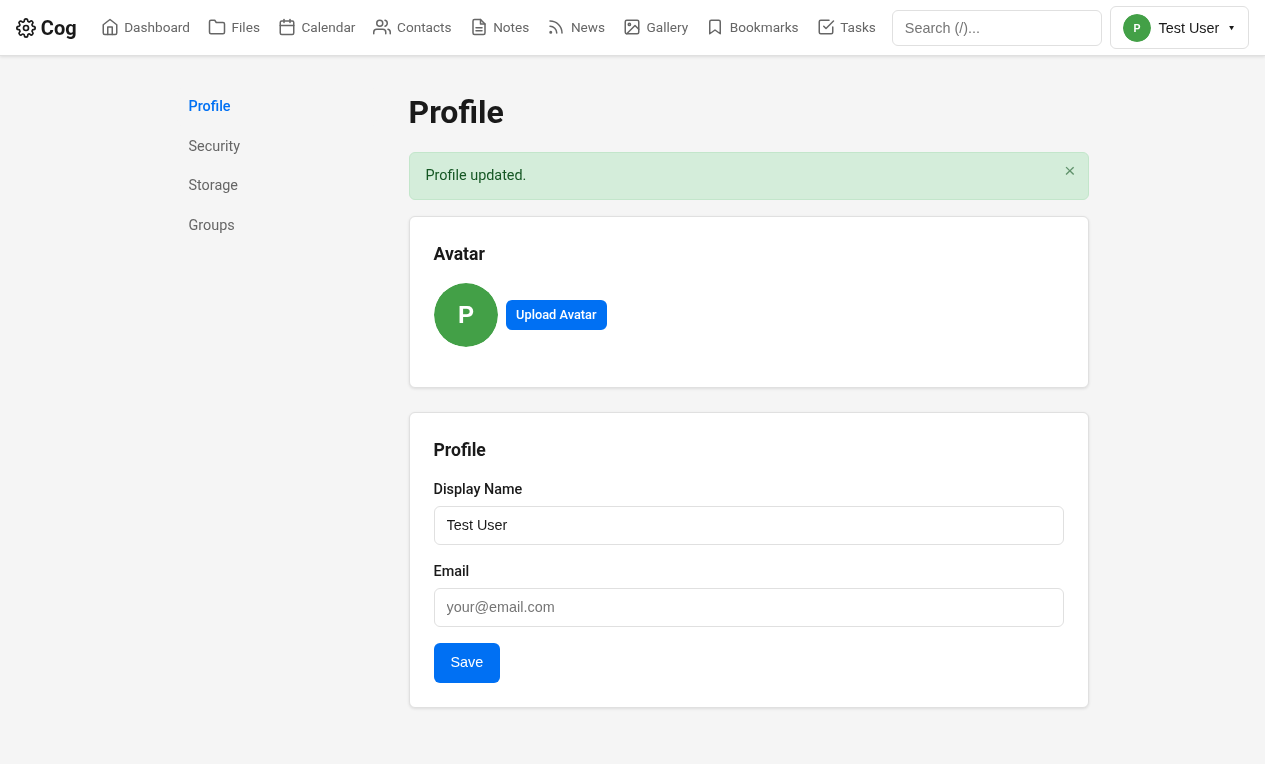 Cog Dashboard Files Calendar Contacts Notes News Gallery Bookmarks Tasks Search (/)... P Test User ▾
Profile
Security
Storage
Groups
Profile
Profile updated. ×
Avatar
P Upload Avatar
Profile
Display Name
Test User
Email
your@email.com
Save